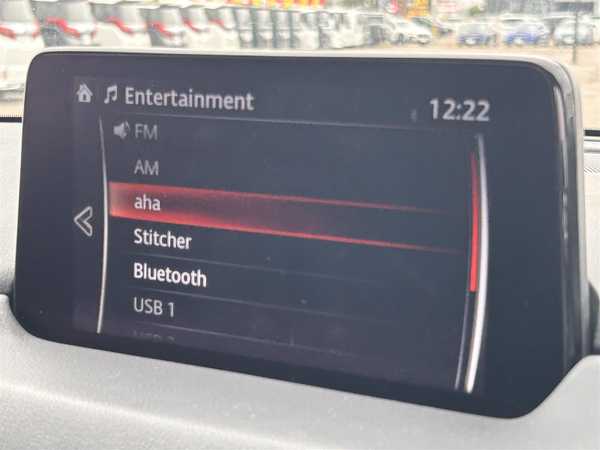 Entertainment
12:22
FM
AM
aha
Stitcher
Bluetooth
USB 1